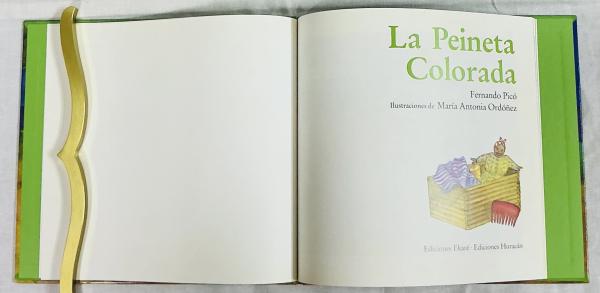 La Peineta
Colorada
Fernando Picó
Ilustraciones de María Antonia Ordóñez
Ediciones Ekaré · Ediciones Huracán